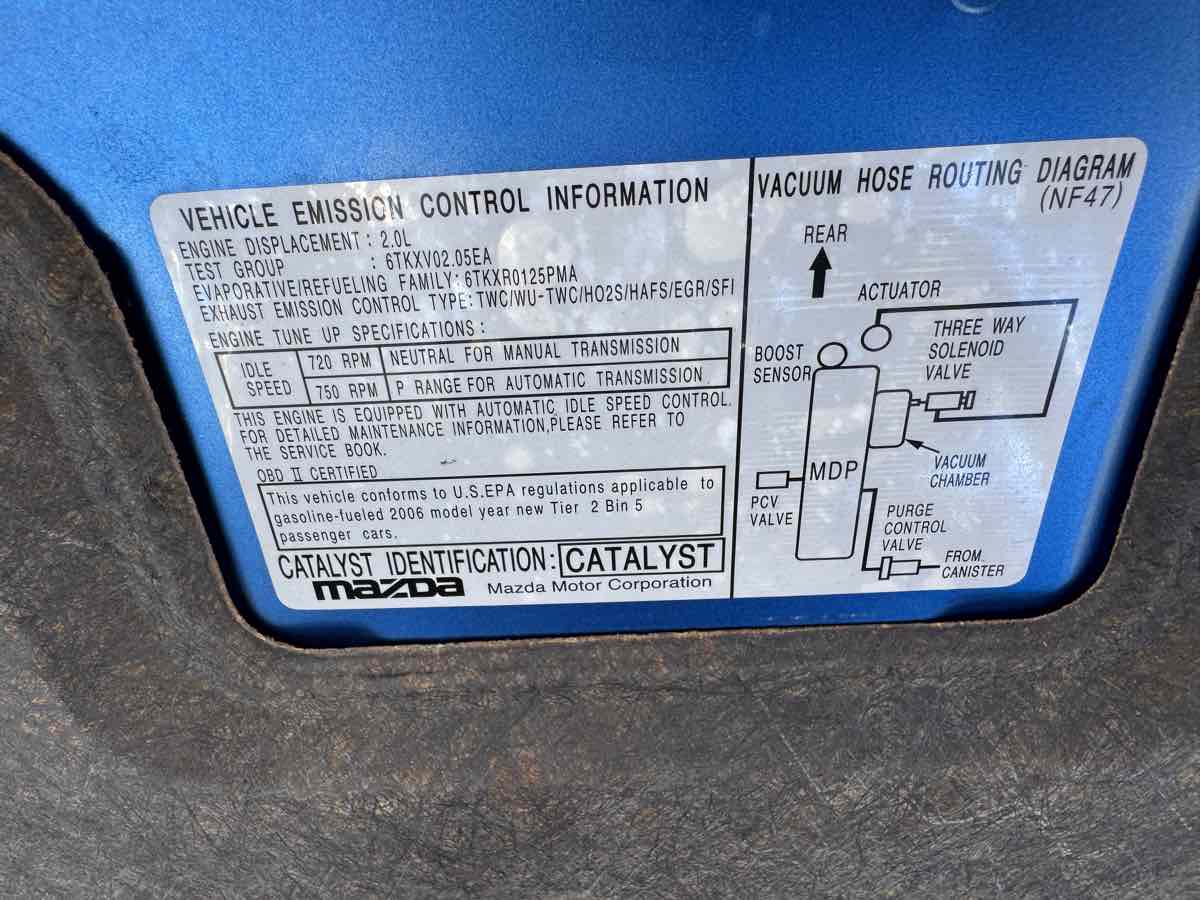 VEHICLE EMISSION CONTROL INFORMATION
ENGINE DISPLACEMENT : 2.0L
TEST GROUP : 6TKXV02.05EA
EVAPORATIVE/REFUELING FAMILY: 6TKXR0125PMA
EXHAUST EMISSION CONTROL TYPE: TWC/WU-TWC/HO2S/HAFS/EGR/SFI
ENGINE TUNE UP SPECIFICATIONS :
IDLE SPEED
720 RPM NEUTRAL FOR MANUAL TRANSMISSION
750 RPM P RANGE FOR AUTOMATIC TRANSMISSION
THIS ENGINE IS EQUIPPED WITH AUTOMATIC IDLE SPEED CONTROL.
FOR DETAILED MAINTENANCE INFORMATION,PLEASE REFER TO
THE SERVICE BOOK.
OBD II CERTIFIED
This vehicle conforms to U.S.EPA regulations applicable to
gasoline-fueled 2006 model year new Tier 2 Bin 5
passenger cars.
CATALYST IDENTIFICATION: CATALYST
mazda Mazda Motor Corporation
VACUUM HOSE ROUTING DIAGRAM
(NF47)
REAR
ACTUATOR
BOOST
SENSOR
THREE WAY
SOLENOID
VALVE
MDP
VACUUM
CHAMBER
PCV
VALVE
PURGE
CONTROL
VALVE
FROM
CANISTER